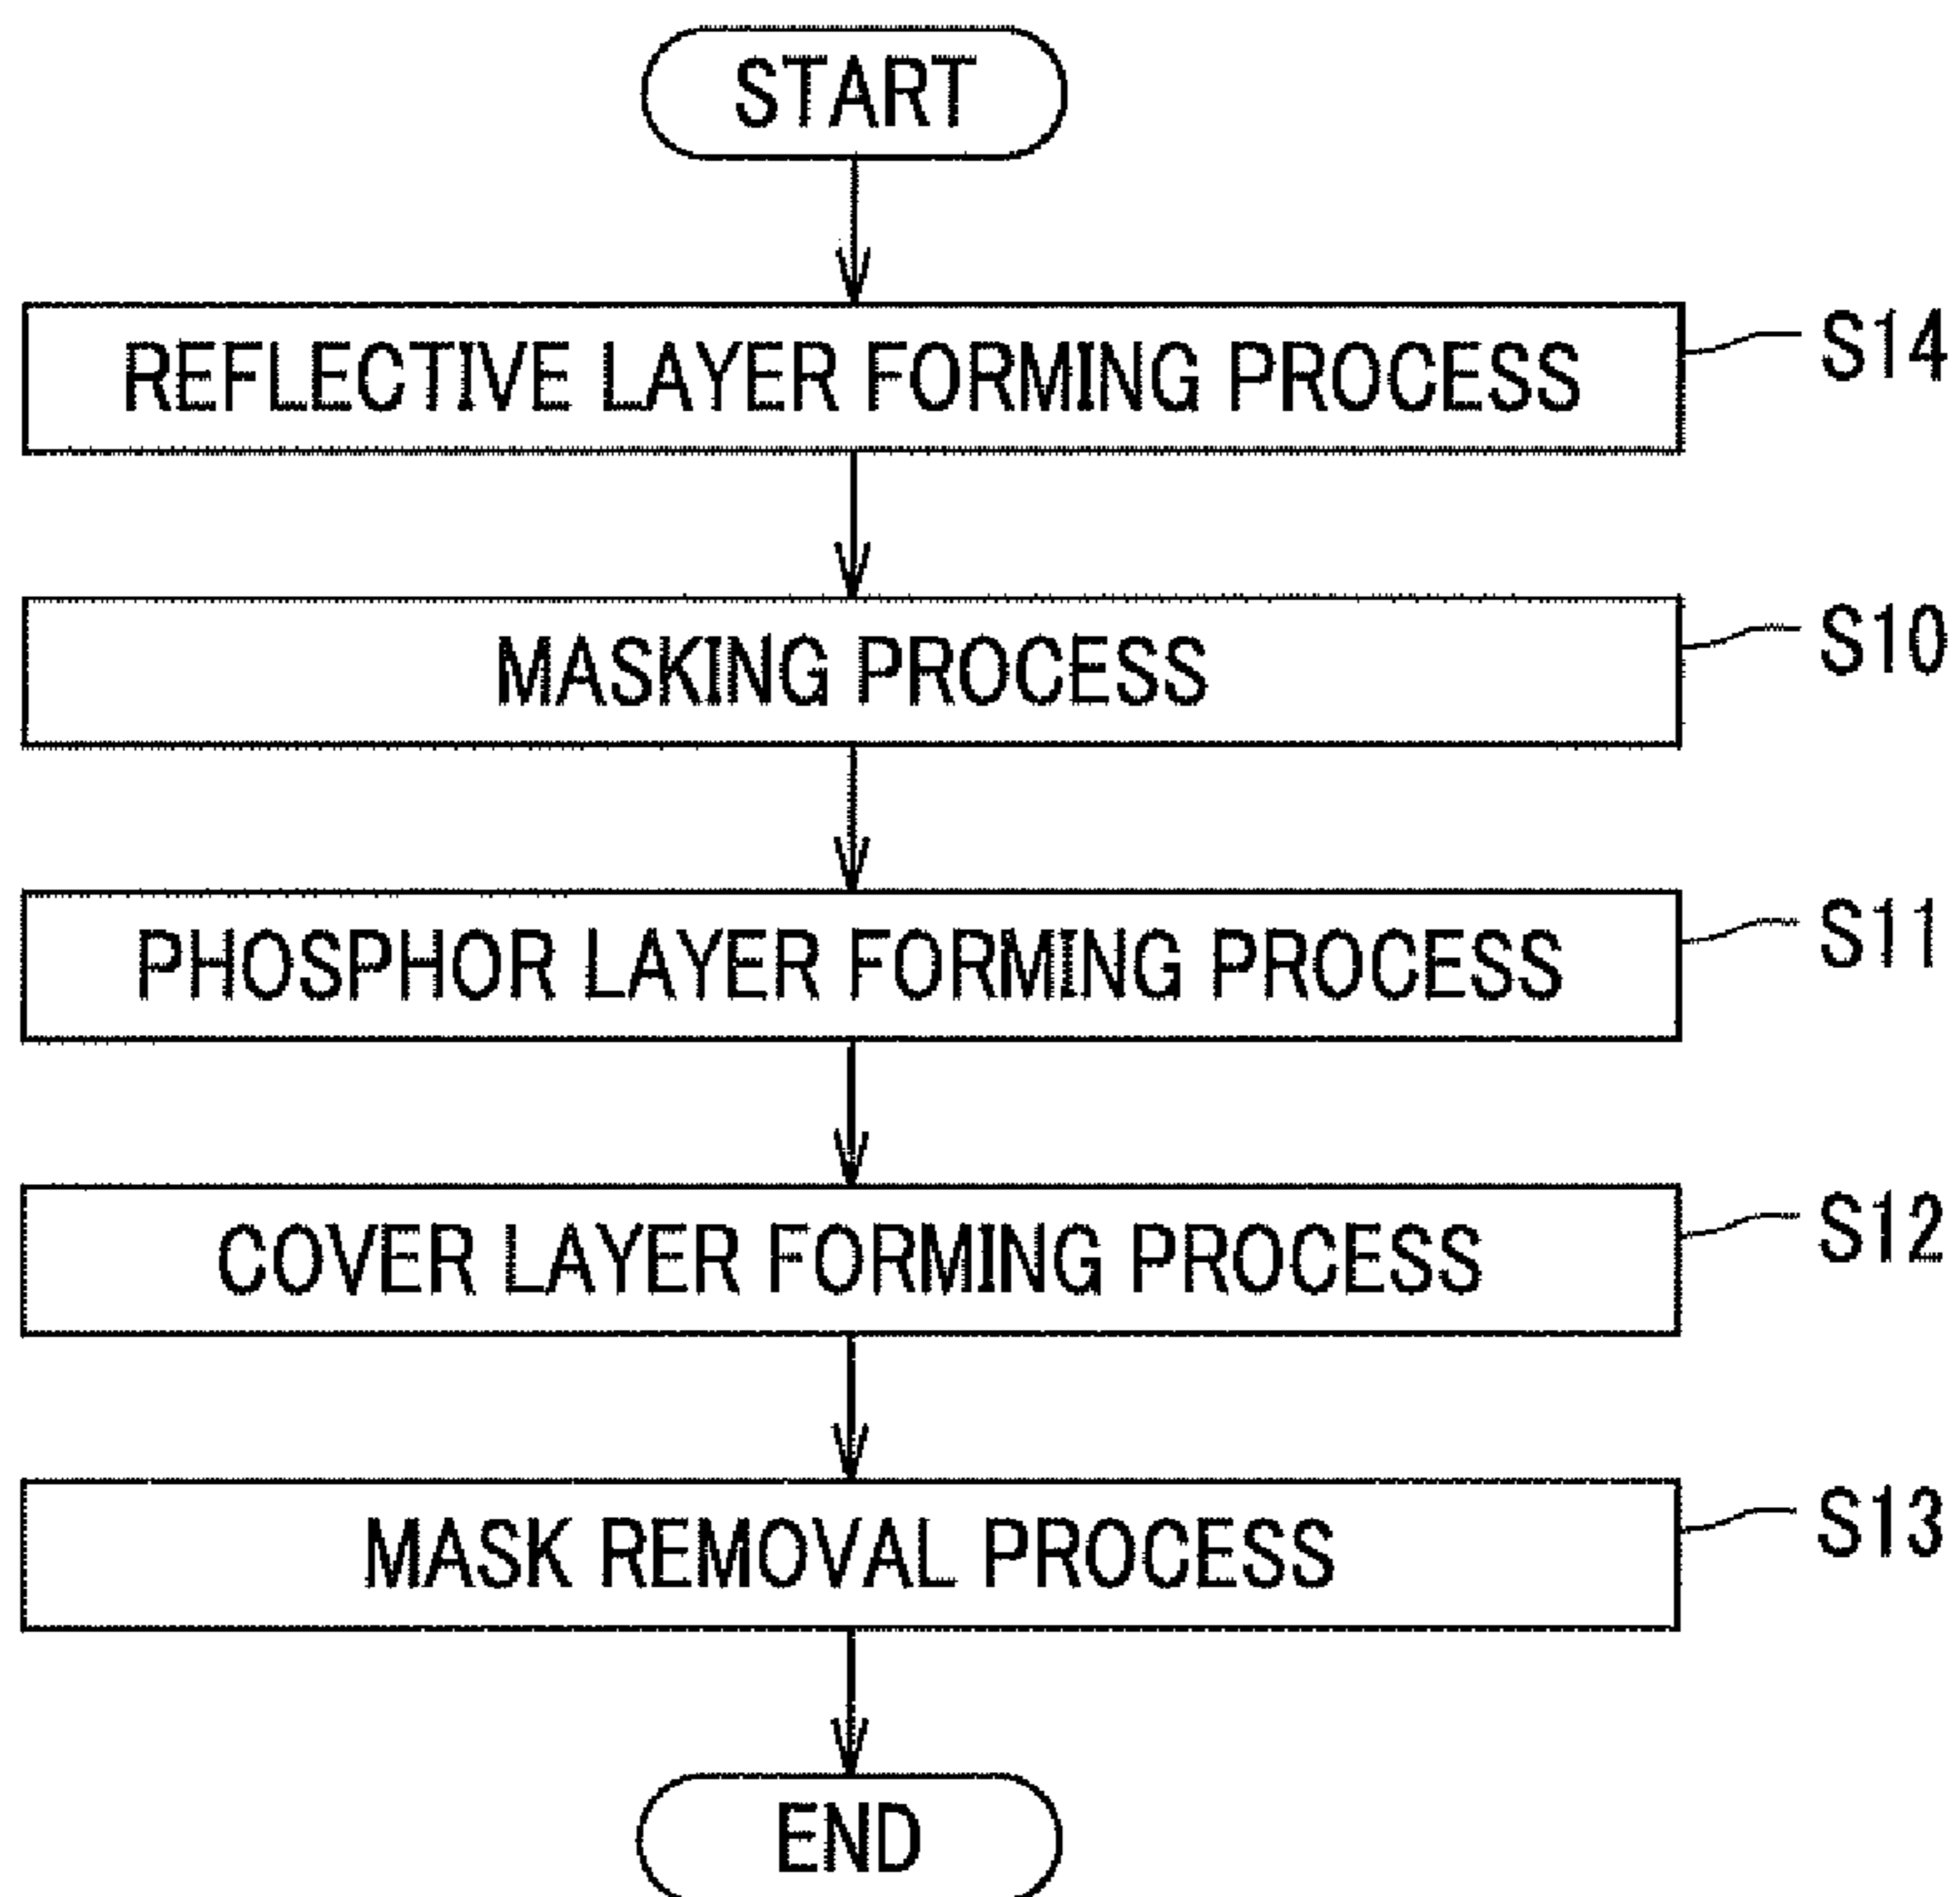 START
REFLECTIVE LAYER FORMING PROCESS S14
MASKING PROCESS S10
PHOSPHOR LAYER FORMING PROCESS S11
COVER LAYER FORMING PROCESS S12
MASK REMOVAL PROCESS S13
END